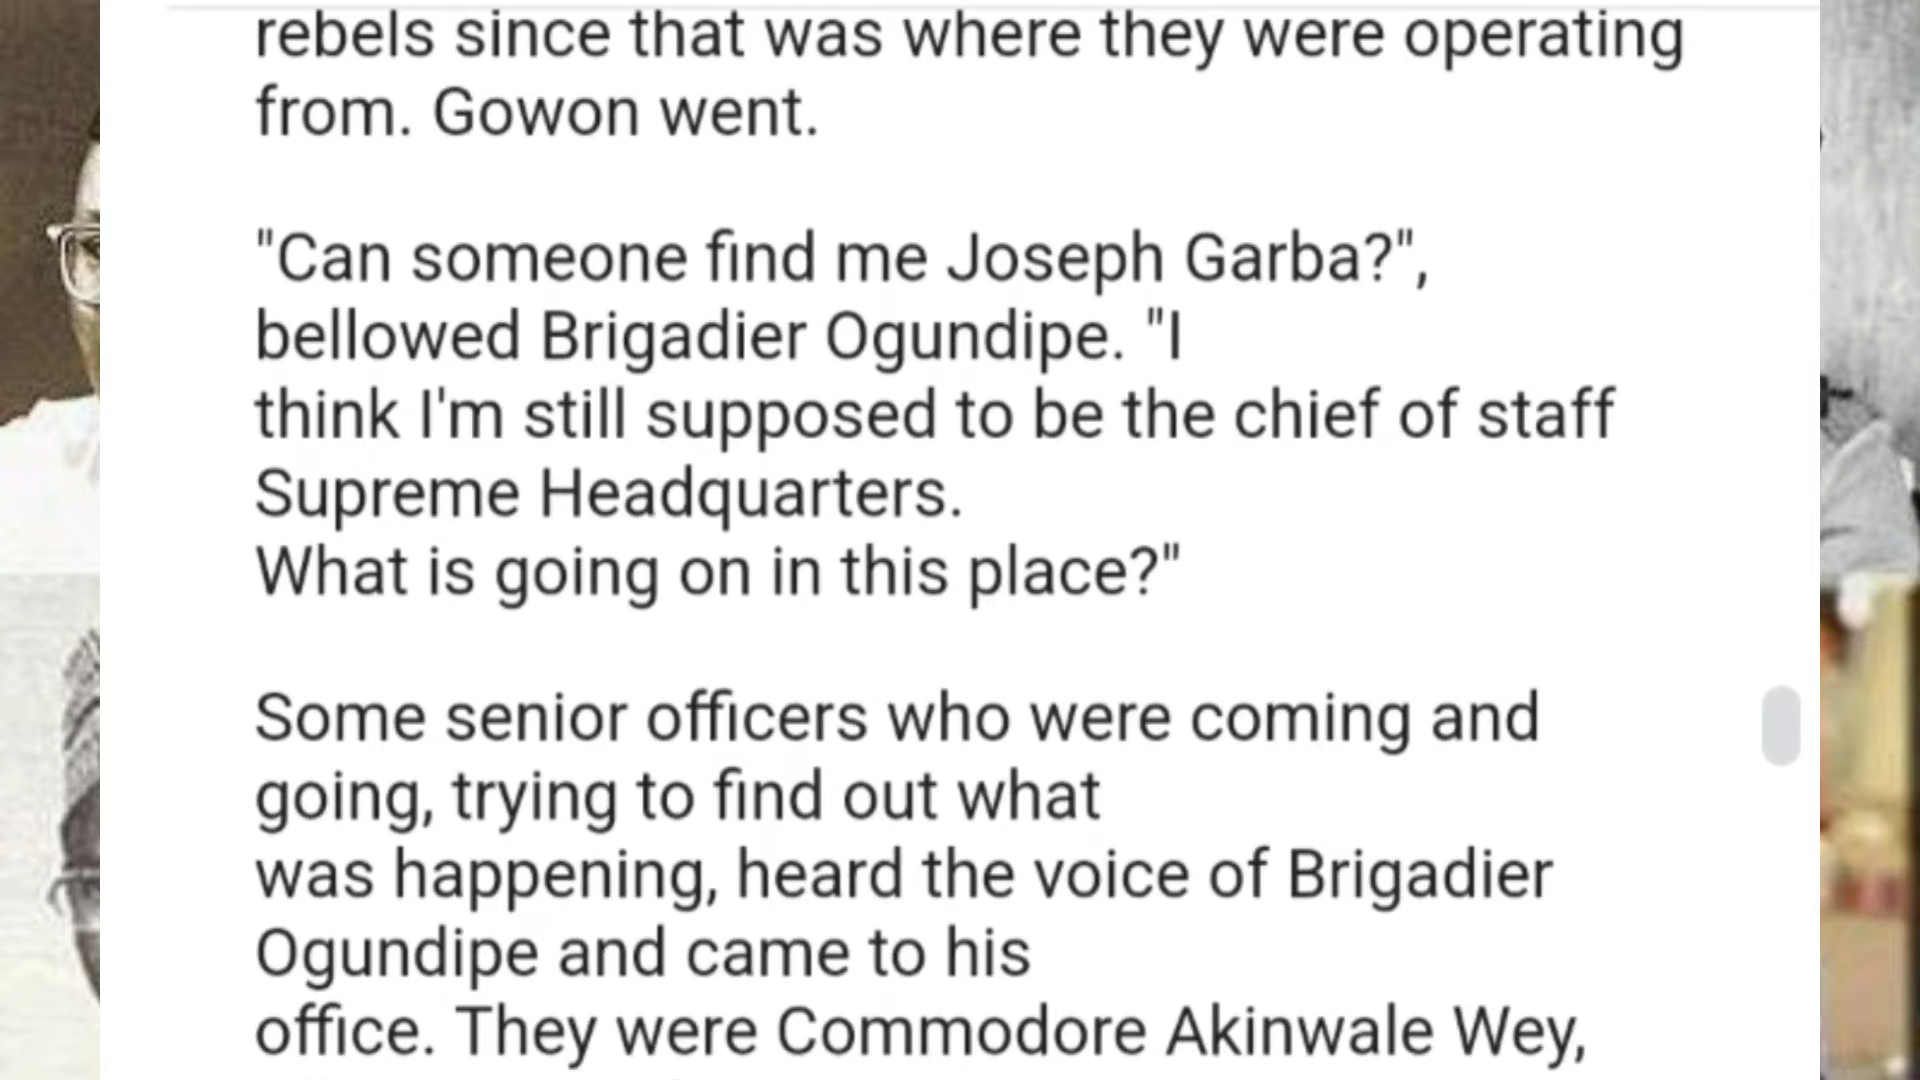 rebels since that was where they were operating
from. Gowon went.
"Can someone find me Joseph Garba?",
bellowed Brigadier Ogundipe. "I
think I'm still supposed to be the chief of staff
Supreme Headquarters.
What is going on in this place?"
Some senior officers who were coming and
going, trying to find out what
was happening, heard the voice of Brigadier
Ogundipe and came to his
office. They were Commodore Akinwale Wey,